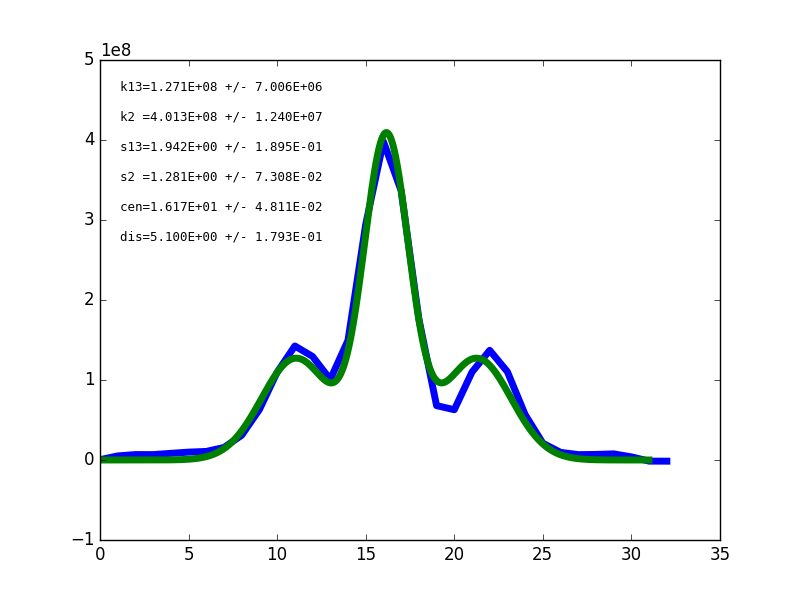 1e8
5
k13=1.271E+08 +/- 7.006E+06
k2 =4.013E+08 +/- 1.240E+07
4
s13=1.942E+00 +/- 1.895E-01
s2 =1.281E+00 +/- 7.308E-02
cen=1.617E+01 +/- 4.811E-02
3
dis=5.100E+00 +/- 1.793E-01
2
1
0
−1
0 5 10 15 20 25 30 35